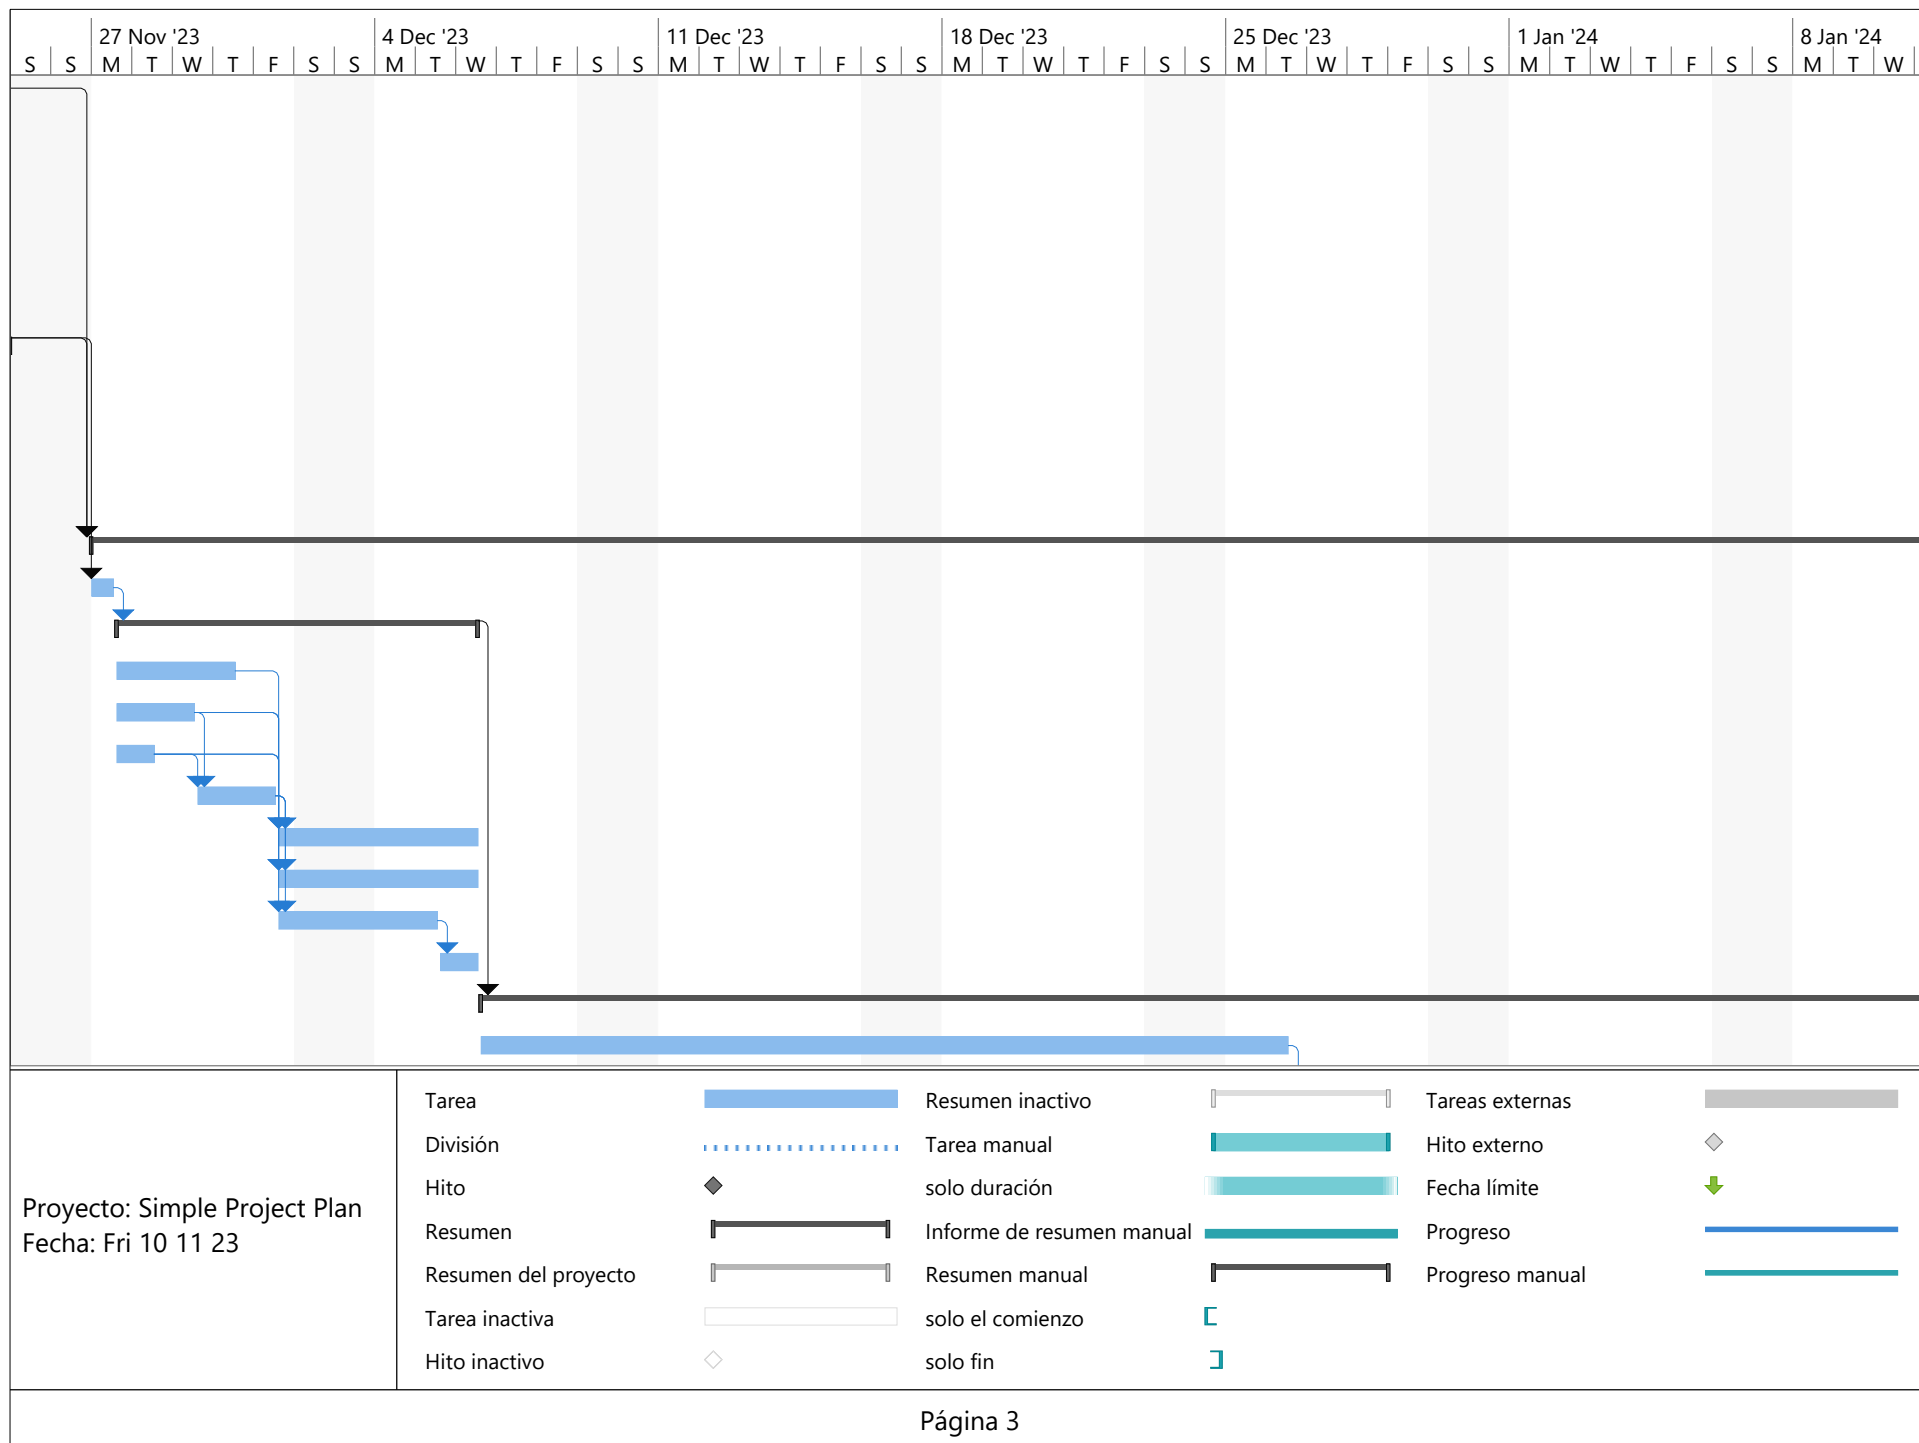 27 Nov '23 4 Dec '23 11 Dec '23 18 Dec '23 25 Dec '23 1 Jan '24 8 Jan '24
S S M T W T F S S M T W T F S S M T W T F S S M T W T F S S M T W T F S S M T W T F S S M T W
Tarea Resumen inactivo Tareas externas
División Tarea manual Hito externo
Hito solo duración Fecha límite
Resumen Informe de resumen manual Progreso
Resumen del proyecto Resumen manual Progreso manual
Tarea inactiva solo el comienzo
Hito inactivo solo fin
Proyecto: Simple Project Plan
Fecha: Fri 10 11 23
Página 3